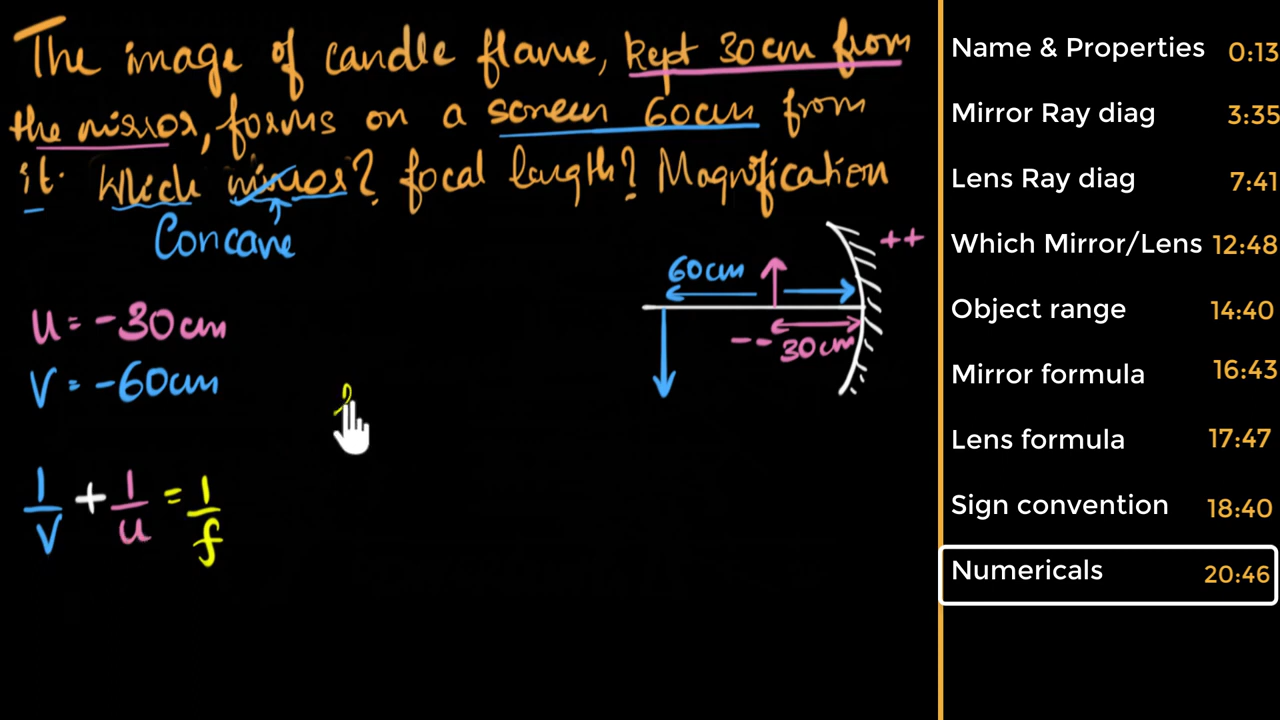 The image of candle flame, kept 30cm from
the mirror, forms on a screen 60cm from
it. Which mirror? focal length? Magnification
Concave
++
60cm
-- 30cm
u = -30cm
v = -60cm
1/v + 1/u = 1/f
Name & Properties 0:13
Mirror Ray diag 3:35
Lens Ray diag 7:41
Which Mirror/Lens 12:48
Object range 14:40
Mirror formula 16:43
Lens formula 17:47
Sign convention 18:40
Numericals 20:46